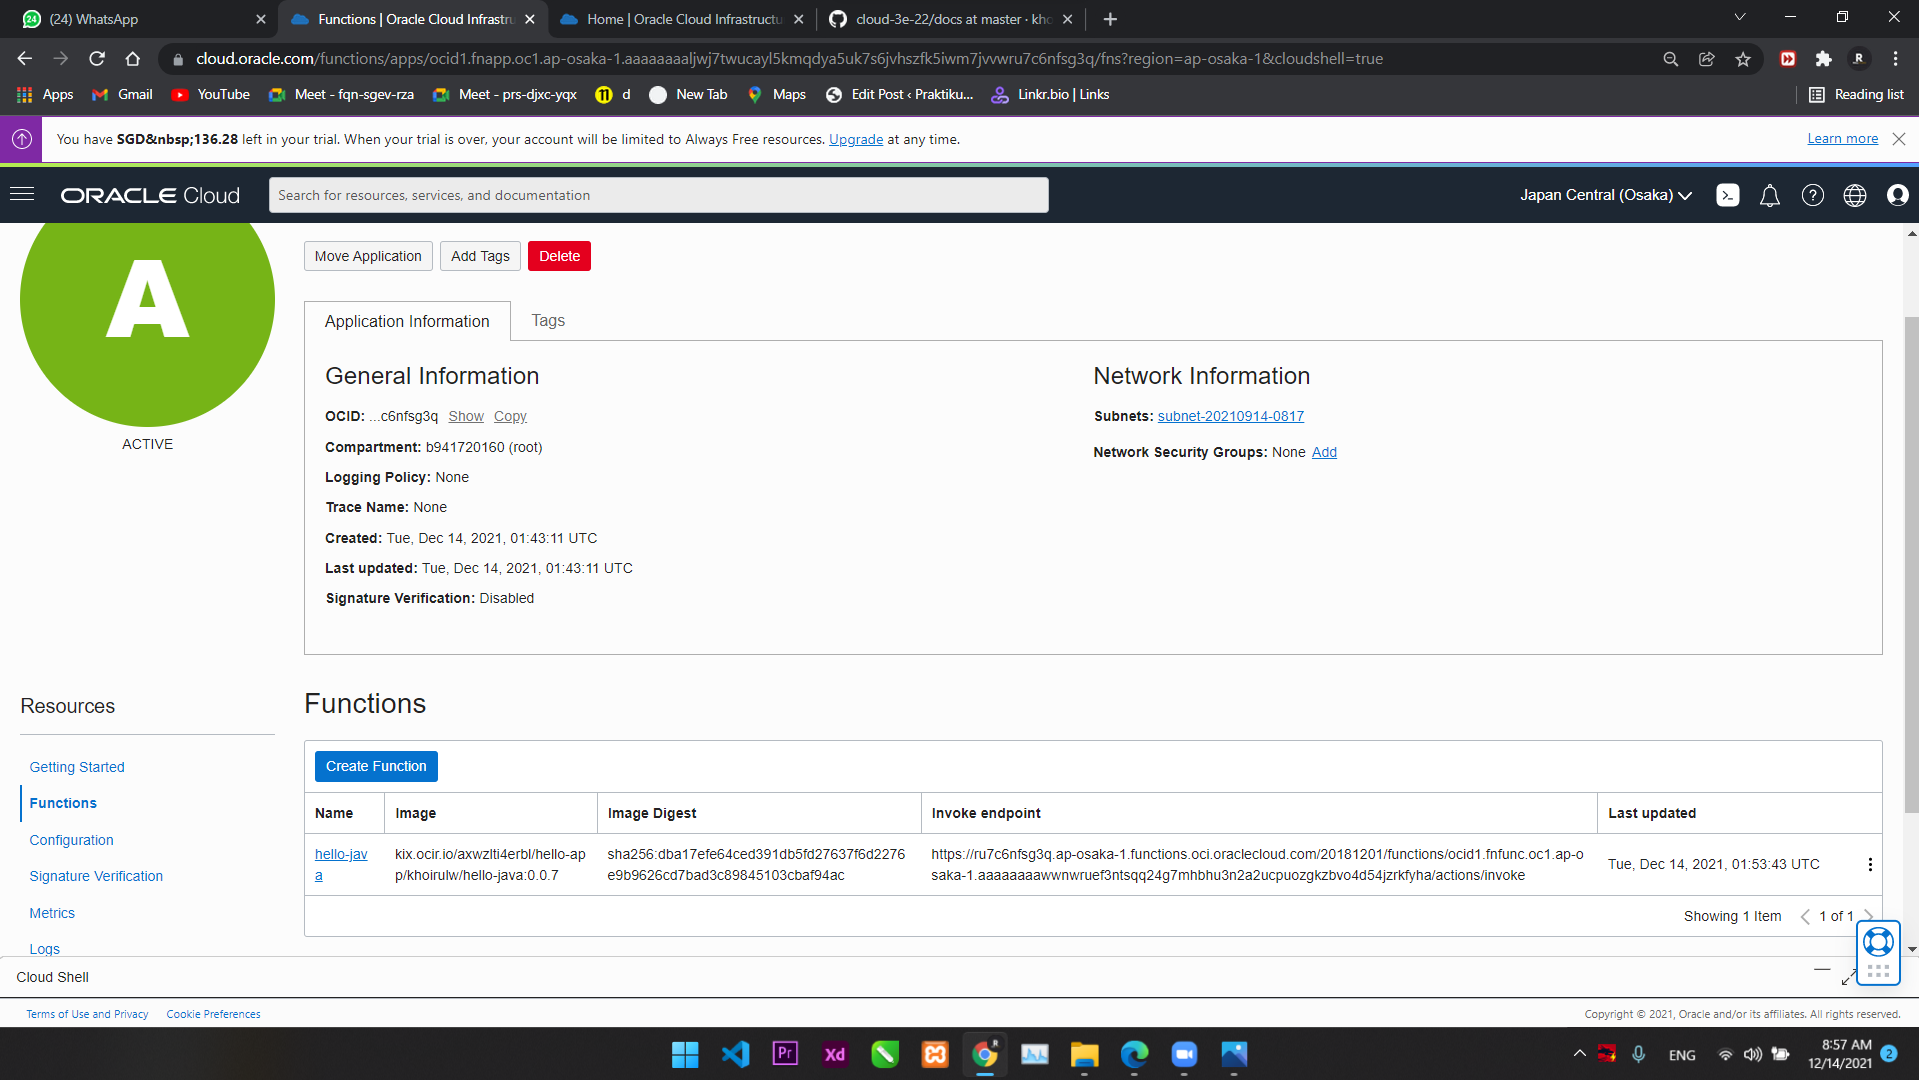 (24) WhatsApp
Functions | Oracle Cloud Infrastru
Home | Oracle Cloud Infrastructu
cloud-3e-22/docs at master · kho
cloud.oracle.com/functions/apps/ocid1.fnapp.oc1.ap-osaka-1.aaaaaaaaljwj7twucayl5kmqdya5uk7s6jvhszfk5iwm7jvvwru7c6nfsg3q/fns?region=ap-osaka-1&cloudshell=true
Apps
Gmail
YouTube
Meet - fqn-sgev-rza
Meet - prs-djxc-yqx
d
New Tab
Maps
Edit Post ‹ Praktiku...
Linkr.bio | Links
Reading list
You have SGD&nbsp;136.28 left in your trial. When your trial is over, your account will be limited to Always Free resources. Upgrade at any time.
Learn more
ORACLE Cloud
Search for resources, services, and documentation
Japan Central (Osaka)
A
ACTIVE
Move Application
Add Tags
Delete
Application Information
Tags
General Information
OCID: ...c6nfsg3q Show Copy
Compartment: b941720160 (root)
Logging Policy: None
Trace Name: None
Created: Tue, Dec 14, 2021, 01:43:11 UTC
Last updated: Tue, Dec 14, 2021, 01:43:11 UTC
Signature Verification: Disabled
Network Information
Subnets: subnet-20210914-0817
Network Security Groups: None Add
Resources
Getting Started
Functions
Configuration
Signature Verification
Metrics
Logs
Functions
Create Function
Name
Image
Image Digest
Invoke endpoint
Last updated
hello-jav
a
kix.ocir.io/axwzlti4erbl/hello-ap
p/khoirulw/hello-java:0.0.7
sha256:dba17efe64ced391db5fd27637f6d2276
e9b9626cd7bad3c89845103cbaf94ac
https://ru7c6nfsg3q.ap-osaka-1.functions.oci.oraclecloud.com/20181201/functions/ocid1.fnfunc.oc1.ap-o
saka-1.aaaaaaaawwnwruef3ntsqq24g7mhbhu3n2a2ucpuozgkzbvo4d54jzrkfyha/actions/invoke
Tue, Dec 14, 2021, 01:53:43 UTC
Showing 1 Item
1 of 1
Cloud Shell
Terms of Use and Privacy
Cookie Preferences
Copyright © 2021, Oracle and/or its affiliates. All rights reserved.
Pr
Xd
R
ENG
8:57 AM
12/14/2021
2